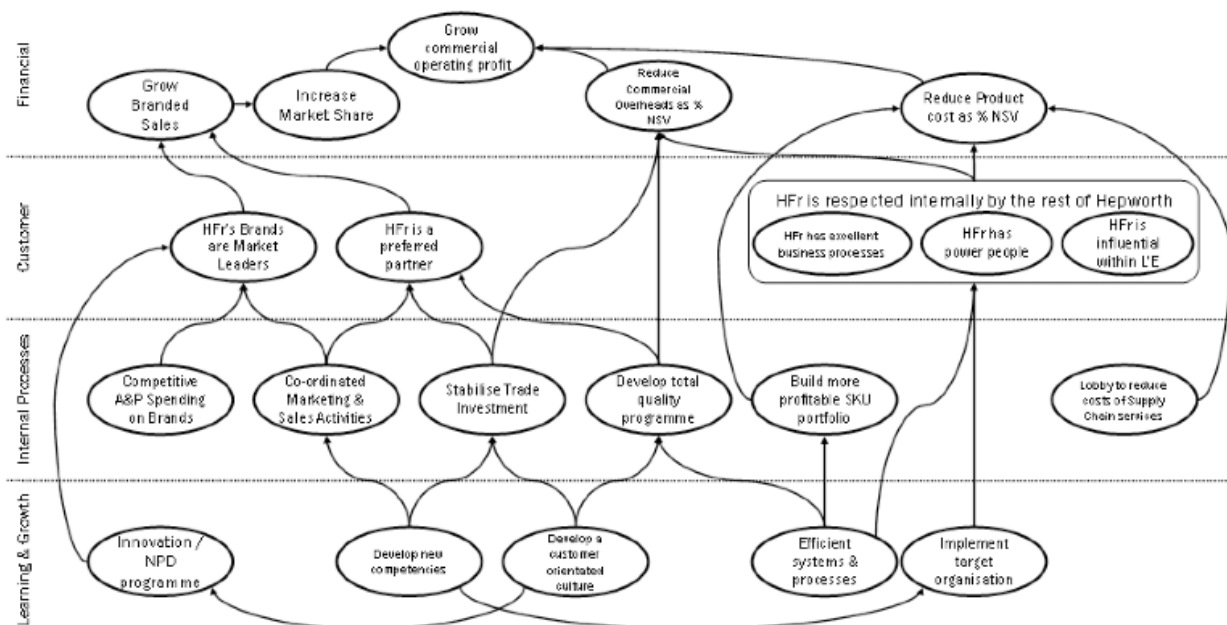 Financial
Grow
commercial
operating profit
Grow
Branded
Sales
Increase
Market Share
Reduce
Commercial
Overheads as %
NSV
Reduce Product
cost as % NSV
Customer
HFr's Brands
are Market
Leaders
HFr is a
preferred
partner
HFr is respected internally by the rest of Hepworth
HFr has excellent
business processes
HFr has
power people
HFr is
influential
within L'E
Internal Processes
Competitive
A&P Spending
on Brands
Co-ordinated
Marketing &
Sales Activities
Stabilise Trade
Investment
Develop total
quality
programme
Build more
profitable SKU
portfolio
Lobby to reduce
costs of Supply
Chain services
Learning & Growth
Innovation /
NPD
programme
Develop new
competencies
Develop a
customer
orientated
culture
Efficient
systems &
processes
Implement
target
organisation